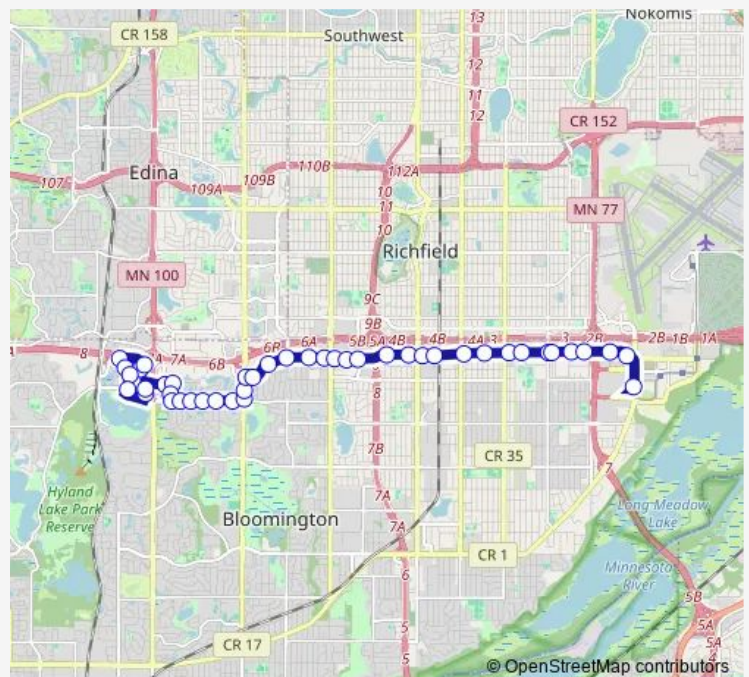 Nokomis
13
CR 158
Southwest
12
12
11
12
CR 152
Edina
107
109A
109B
110B
112A
10
11
10
MN 77
Richfield
MN 100
9C
9B
8
7A
6B
6B
6A
5B
5A
4B
4B
4A
3
2B
2B
1B
1A
8
7B
CR 35
7
7A
Hyland
Lake Park
Reserve
Long Meadow
Lake
Bloomington
7A
CR 1
6
Minnesota
River
5B
5A
5A
CR 17
5
5
© OpenStreetMap contributors